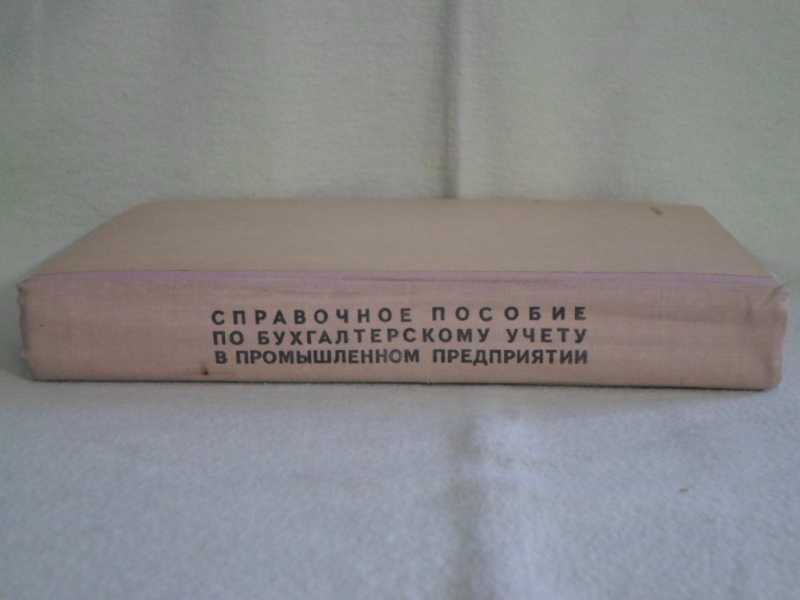 СПРАВОЧНОЕ ПОСОБИЕ
ПО БУХГАЛТЕРСКОМУ УЧЕТУ
В ПРОМЫШЛЕННОМ ПРЕДПРИЯТИИ